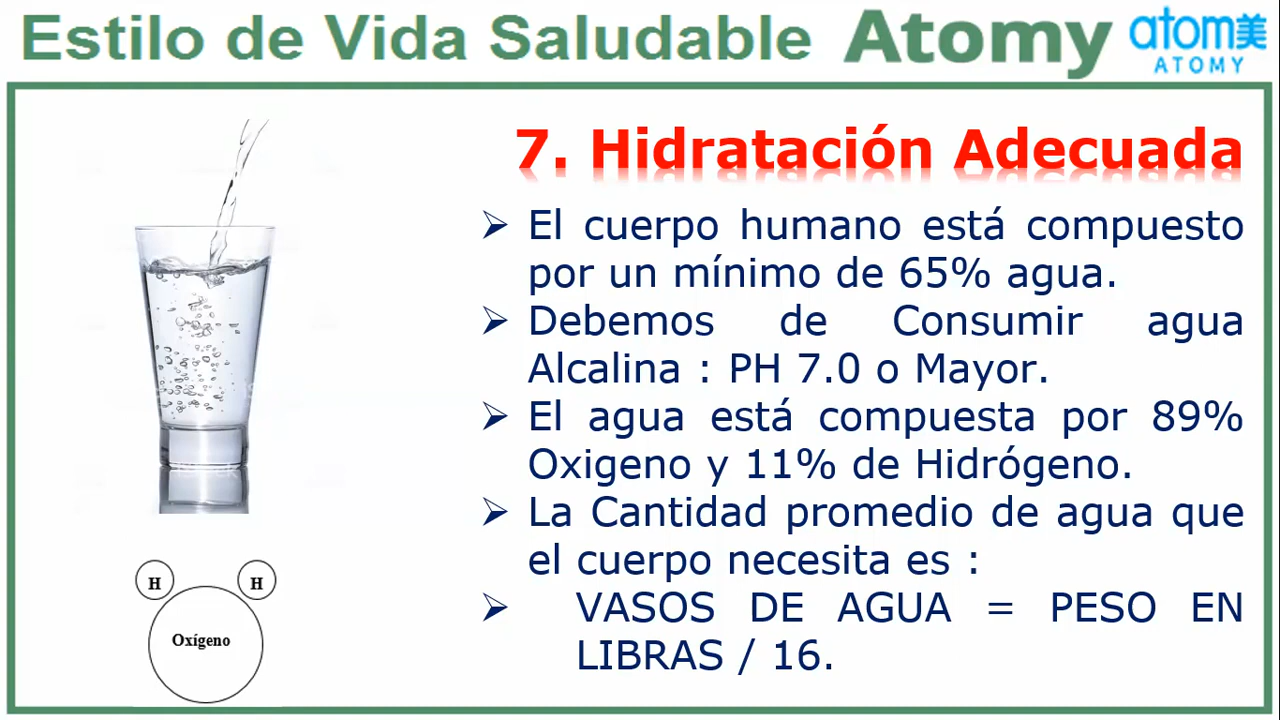 Estilo de Vida Saludable Atomy atom美
ATOMY
7. Hidratación Adecuada
➢ El cuerpo humano está compuesto
por un mínimo de 65% agua.
➢ Debemos de Consumir agua
Alcalina : PH 7.0 o Mayor.
➢ El agua está compuesta por 89%
Oxigeno y 11% de Hidrógeno.
➢ La Cantidad promedio de agua que
el cuerpo necesita es :
➢ VASOS DE AGUA = PESO EN
LIBRAS / 16.
H H
Oxígeno